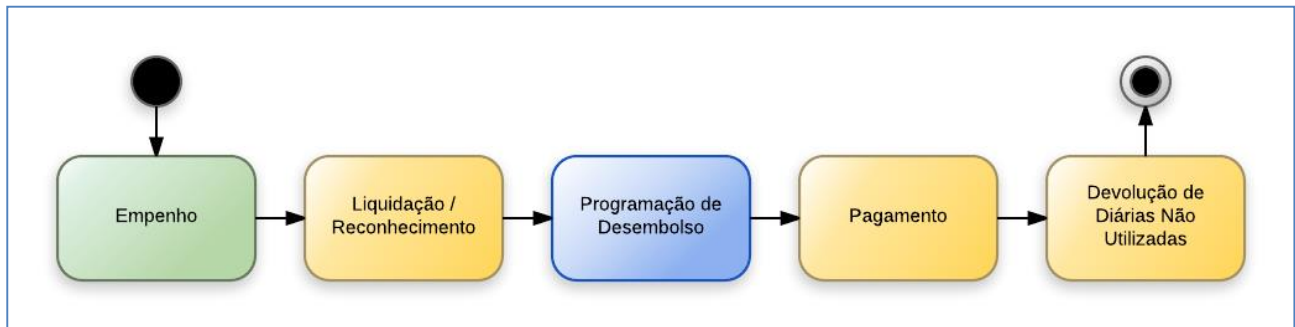 Empenho
Liquidação /
Reconhecimento
Programação de
Desembolso
Pagamento
Devolução de
Diárias Não
Utilizadas